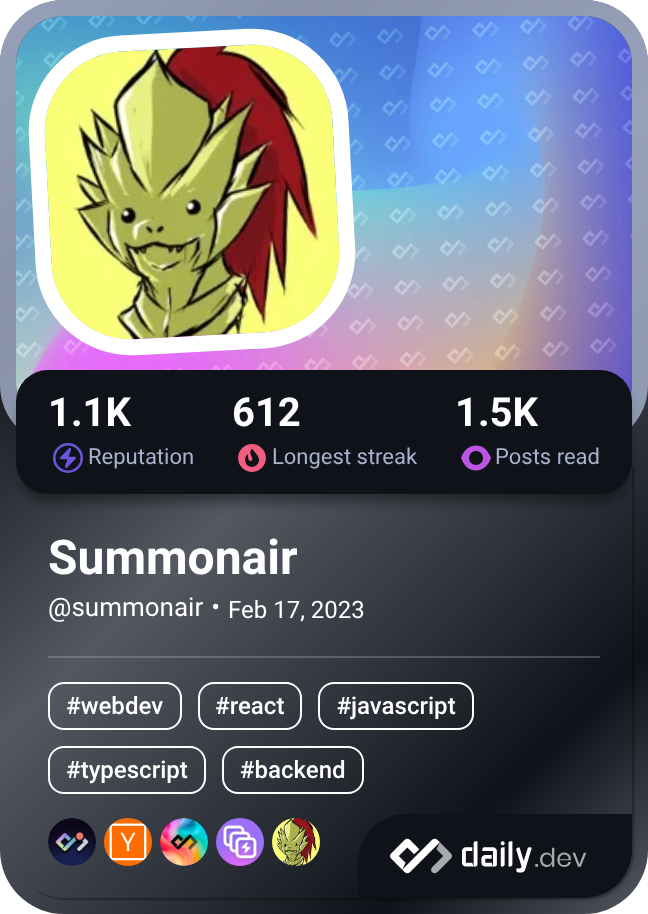 1.1K 612 1.5K
Reputation Longest streak Posts read
Summonair
@summonair • Feb 17, 2023
#webdev #react #javascript
#typescript #backend
Y
daily.dev